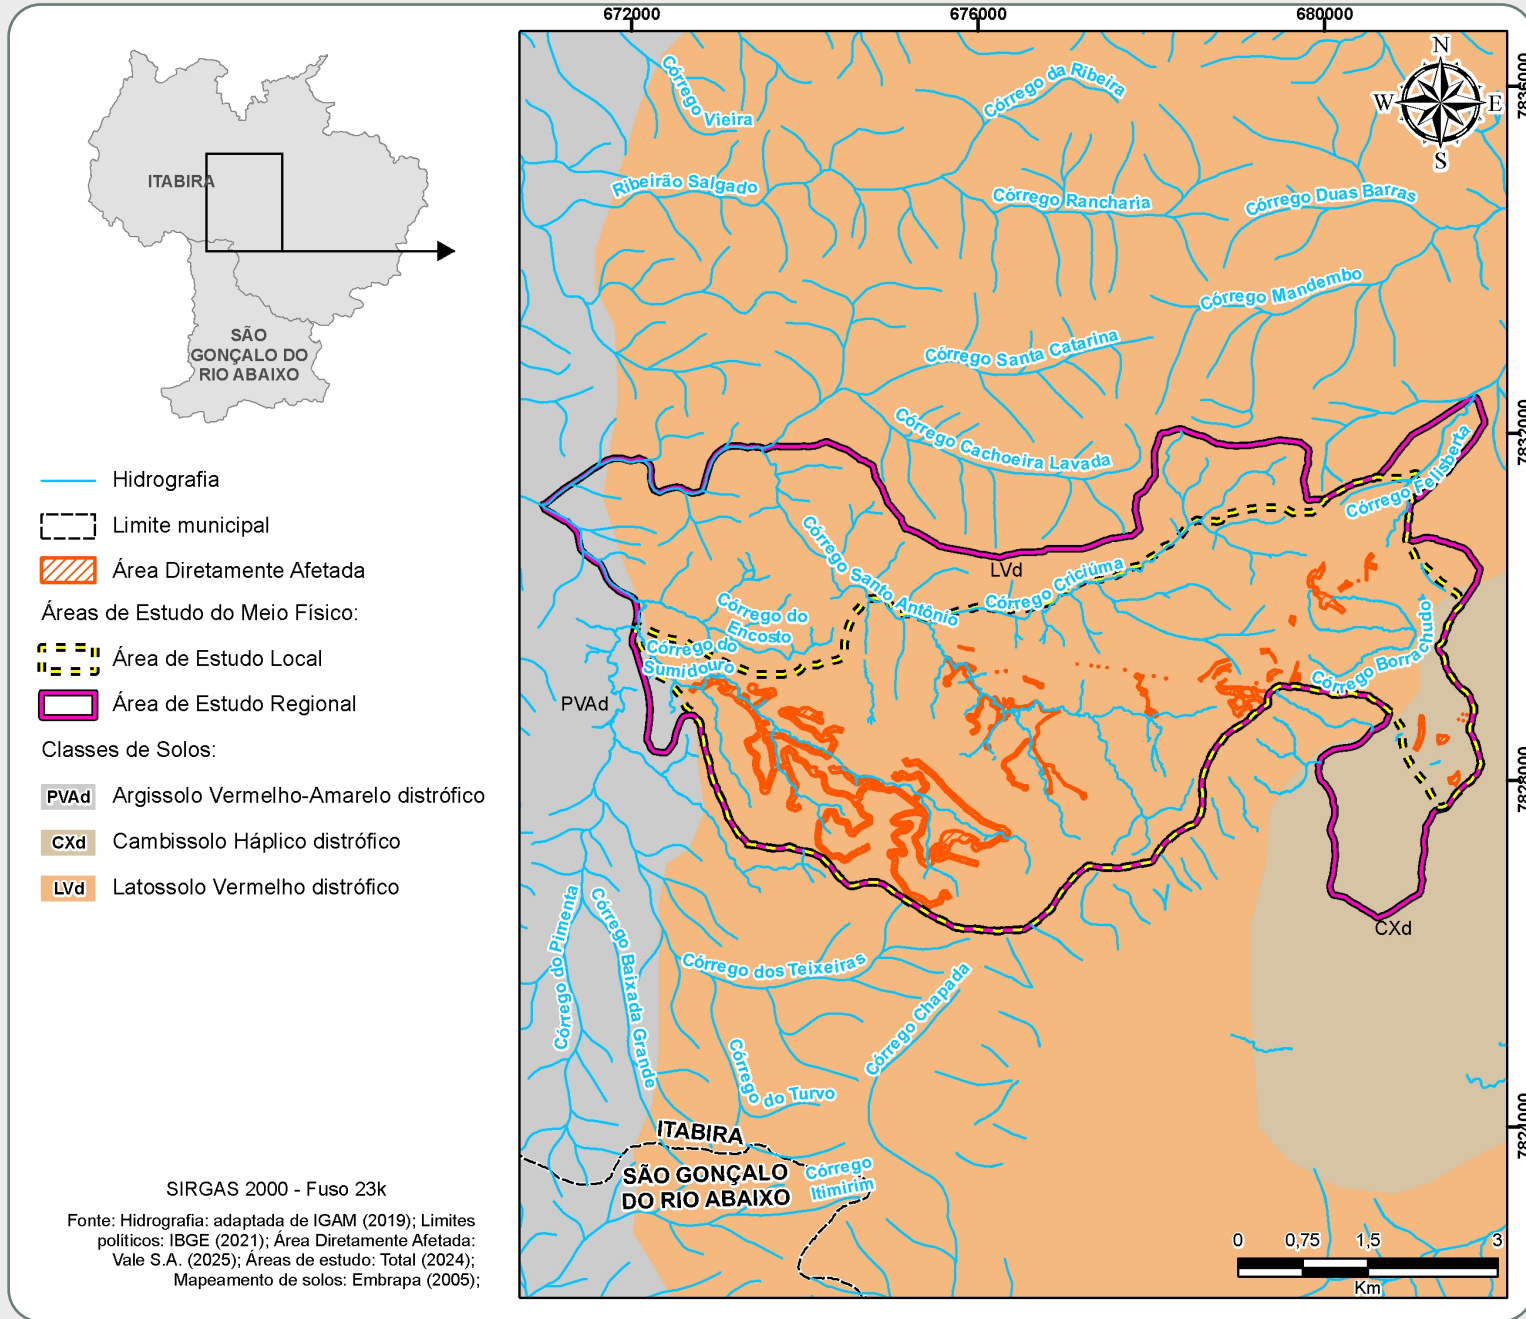 672000
676000
680000
7836000
7832000
7828000
7824000
N
W
E
S
ITABIRA
SÃO
GONÇALO DO
RIO ABAIXO
Hidrografia
Limite municipal
Área Diretamente Afetada
Áreas de Estudo do Meio Físico:
Área de Estudo Local
Área de Estudo Regional
Classes de Solos:
PVAd Argissolo Vermelho-Amarelo distrófico
CXd Cambissolo Háplico distrófico
LVd Latossolo Vermelho distrófico
SIRGAS 2000 - Fuso 23k
Fonte: Hidrografia: adaptada de IGAM (2019); Limites
políticos: IBGE (2021); Área Diretamente Afetada:
Vale S.A. (2025); Áreas de estudo: Total (2024);
Mapeamento de solos: Embrapa (2005);
Córrego
Vieira
Córrego da Ribeira
Ribeirão Salgado
Córrego Rancharia
Córrego Duas Barras
Córrego Mandembo
Córrego Santa Catarina
Córrego Cachoeira Lavada
Córrego Felisberta
Córrego Santo Antônio
LVd
Córrego Criciúma
Córrego do
Encosto
Córrego do
Sumidouro
Córrego Borrachudo
PVAd
CXd
Córrego do Pimenta
Córrego Baixada Grande
Córrego dos Teixeiras
Córrego Chapada
Córrego
do Turvo
ITABIRA
SÃO GONÇALO
DO RIO ABAIXO
Córrego
Itimirim
0 0,75 1,5 3
Km